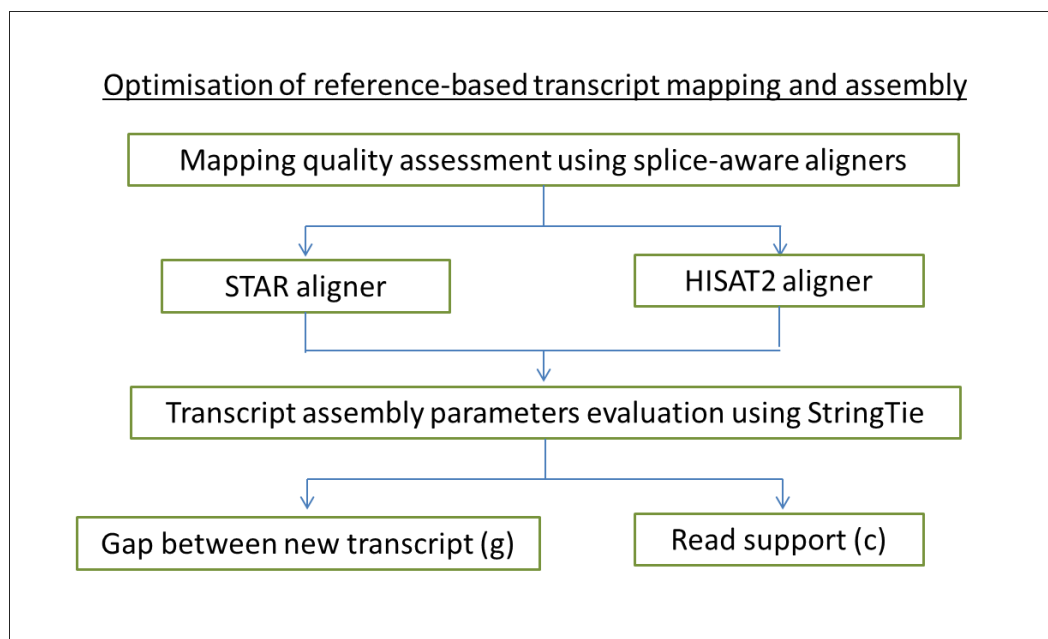 Optimisation of reference-based transcript mapping and assembly
Mapping quality assessment using splice-aware aligners
STAR aligner
HISAT2 aligner
Transcript assembly parameters evaluation using StringTie
Gap between new transcript (g)
Read support (c)